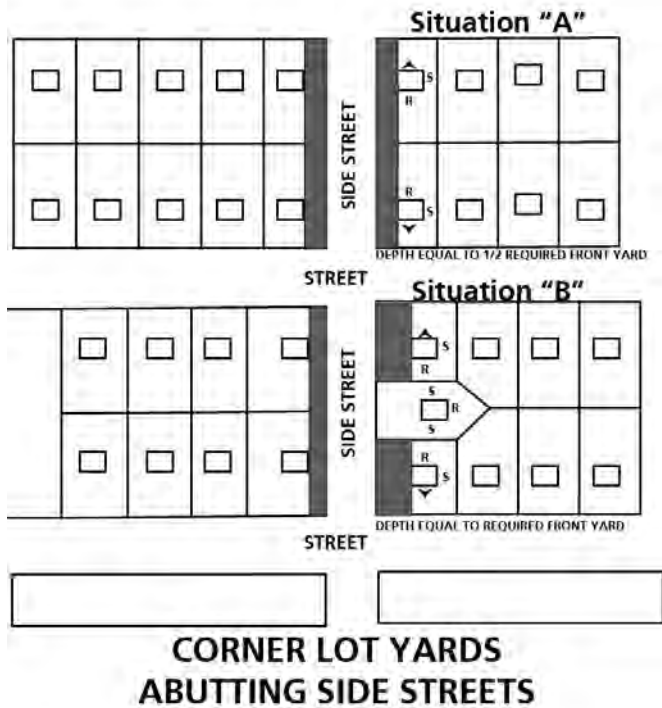 Situation "A"
S
R
SIDE STREET
R
S
DEPTH EQUAL TO 1/2 REQUIRED FRONT YARD
STREET
Situation "B"
S
R
SIDE STREET
S
R
S
R
S
DEPTH EQUAL TO REQUIRED FRONT YARD
STREET
CORNER LOT YARDS
ABUTTING SIDE STREETS